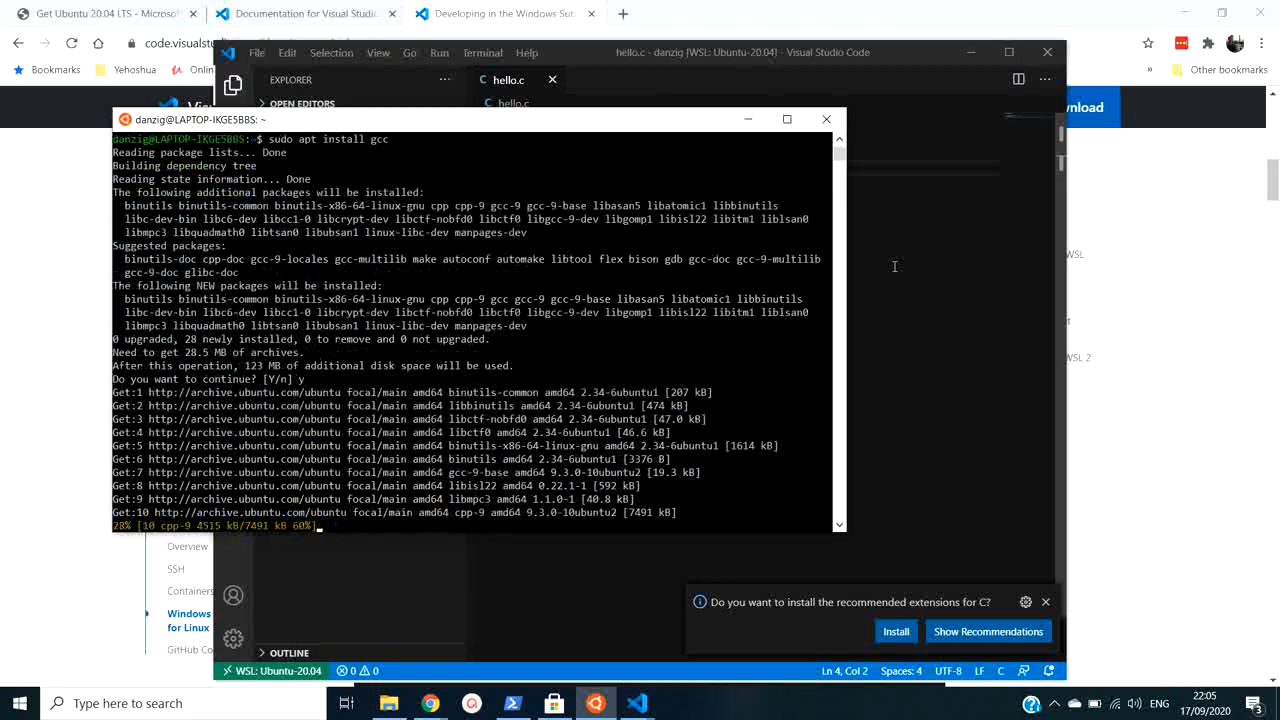 Get Ubuntu 20.04 LTS - Microsof
Documentation for Visual Studio
Developing in the Windows Sub
code.visualstu
Bookmarks
Yehoshua
Onlin
Other bookmarks
File Edit Selection View Go Run Terminal Help
hello.c - danzig [WSL: Ubuntu-20.04] - Visual Studio Code
EXPLORER
hello.c
OPEN EDITORS
hello.c
wnload
danzig@LAPTOP-IKGE5BBS: ~
danzig@LAPTOP-IKGE5BBS:~$ sudo apt install gcc
Reading package lists... Done
Building dependency tree
Reading state information... Done
The following additional packages will be installed:
binutils binutils-common binutils-x86-64-linux-gnu cpp cpp-9 gcc-9 gcc-9-base libasan5 libatomic1 libbinutils
libc-dev-bin libc6-dev libcc1-0 libcrypt-dev libctf-nobfd0 libctf0 libgcc-9-dev libgomp1 libisl22 libitm1 liblsan0
libmpc3 libquadmath0 libtsan0 libubsan1 linux-libc-dev manpages-dev
Suggested packages:
binutils-doc cpp-doc gcc-9-locales gcc-multilib make autoconf automake libtool flex bison gdb gcc-doc gcc-9-multilib
gcc-9-doc glibc-doc
The following NEW packages will be installed:
binutils binutils-common binutils-x86-64-linux-gnu cpp cpp-9 gcc gcc-9 gcc-9-base libasan5 libatomic1 libbinutils
libc-dev-bin libc6-dev libcc1-0 libcrypt-dev libctf-nobfd0 libctf0 libgcc-9-dev libgomp1 libisl22 libitm1 liblsan0
libmpc3 libquadmath0 libtsan0 libubsan1 linux-libc-dev manpages-dev
0 upgraded, 28 newly installed, 0 to remove and 0 not upgraded.
Need to get 28.5 MB of archives.
After this operation, 123 MB of additional disk space will be used.
Do you want to continue? [Y/n] y
Get:1 http://archive.ubuntu.com/ubuntu focal/main amd64 binutils-common amd64 2.34-6ubuntu1 [207 kB]
Get:2 http://archive.ubuntu.com/ubuntu focal/main amd64 libbinutils amd64 2.34-6ubuntu1 [474 kB]
Get:3 http://archive.ubuntu.com/ubuntu focal/main amd64 libctf-nobfd0 amd64 2.34-6ubuntu1 [47.0 kB]
Get:4 http://archive.ubuntu.com/ubuntu focal/main amd64 libctf0 amd64 2.34-6ubuntu1 [46.6 kB]
Get:5 http://archive.ubuntu.com/ubuntu focal/main amd64 binutils-x86-64-linux-gnu amd64 2.34-6ubuntu1 [1614 kB]
Get:6 http://archive.ubuntu.com/ubuntu focal/main amd64 binutils amd64 2.34-6ubuntu1 [3376 B]
Get:7 http://archive.ubuntu.com/ubuntu focal/main amd64 gcc-9-base amd64 9.3.0-10ubuntu2 [19.3 kB]
Get:8 http://archive.ubuntu.com/ubuntu focal/main amd64 libisl22 amd64 0.22.1-1 [592 kB]
Get:9 http://archive.ubuntu.com/ubuntu focal/main amd64 libmpc3 amd64 1.1.0-1 [40.8 kB]
Get:10 http://archive.ubuntu.com/ubuntu focal/main amd64 cpp-9 amd64 9.3.0-10ubuntu2 [7491 kB]
28% [10 cpp-9 4515 kB/7491 kB 60%]
WSL
WSL 2
Overview
SSH
Containers
Windows
for Linux
GitHub Co
Do you want to install the recommended extensions for C?
Install
Show Recommendations
OUTLINE
WSL: Ubuntu-20.04
0 0
Ln 4, Col 2
Spaces: 4
UTF-8
LF
C
Type here to search
ENG
22:05
17/09/2020
3